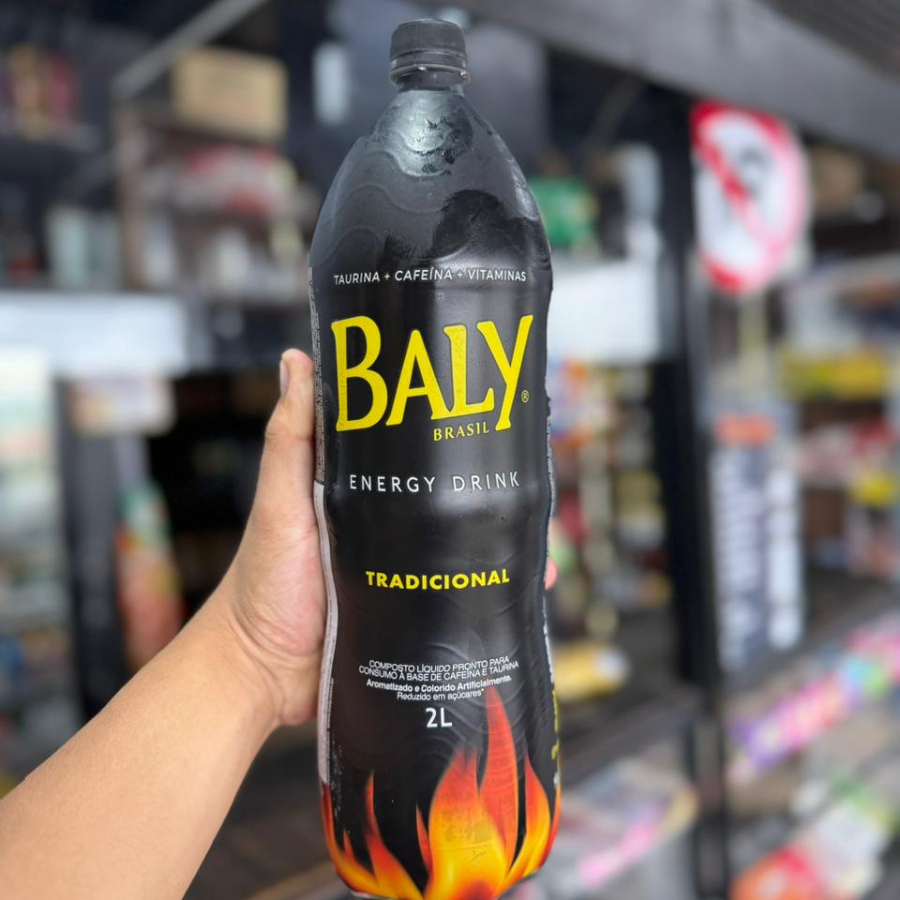 TAURINA + CAFEÍNA + VITAMINAS
BALY®
BRASIL
ENERGY DRINK
TRADICIONAL
COMPOSTO LÍQUIDO PRONTO PARA
CONSUMO À BASE DE CAFEÍNA E TAURINA
Aromatizado e Colorido Artificialmente.
Reduzido em açúcares*
2L